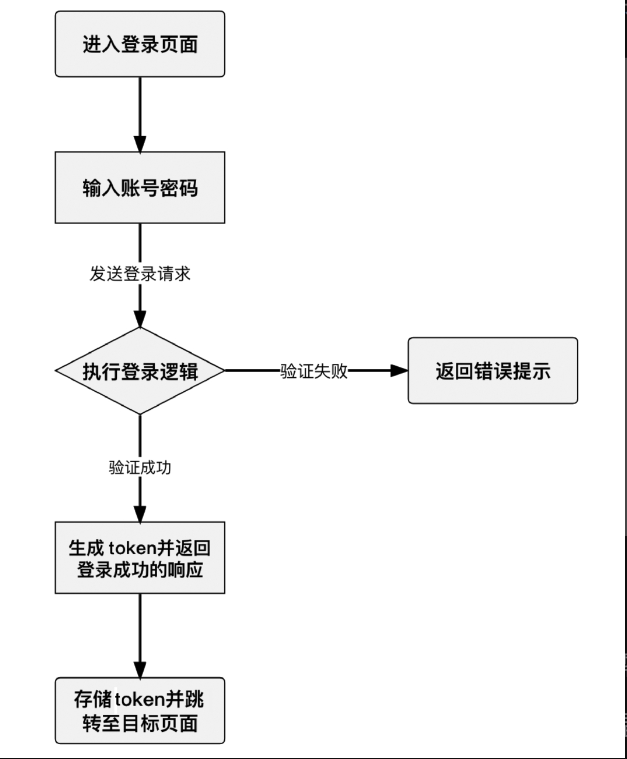 进入登录页面
输入账号密码
发送登录请求
执行登录逻辑
验证失败
返回错误提示
验证成功
生成 token并返回
登录成功的响应
存储token并跳
转至目标页面